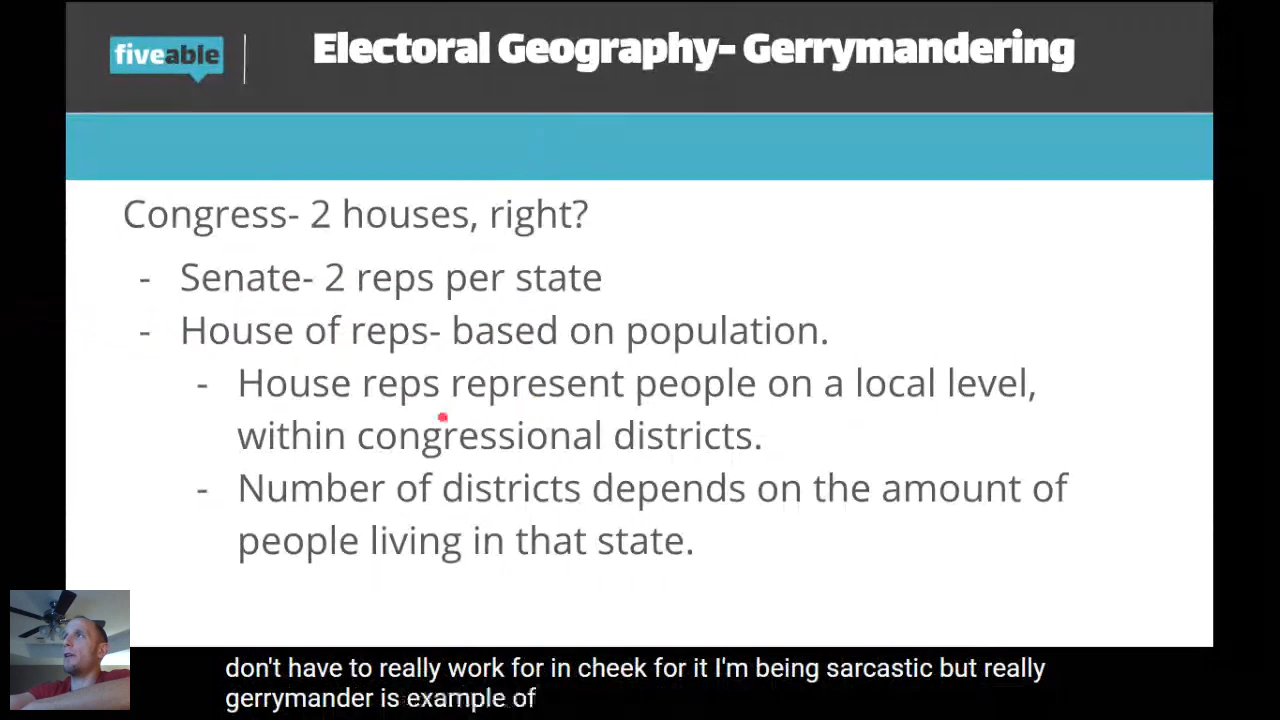 fiveable
Electoral Geography- Gerrymandering
Congress- 2 houses, right?
- Senate- 2 reps per state
- House of reps- based on population.
- House reps represent people on a local level,
within congressional districts.
- Number of districts depends on the amount of
people living in that state.
don't have to really work for in cheek for it I'm being sarcastic but really
gerrymander is example of